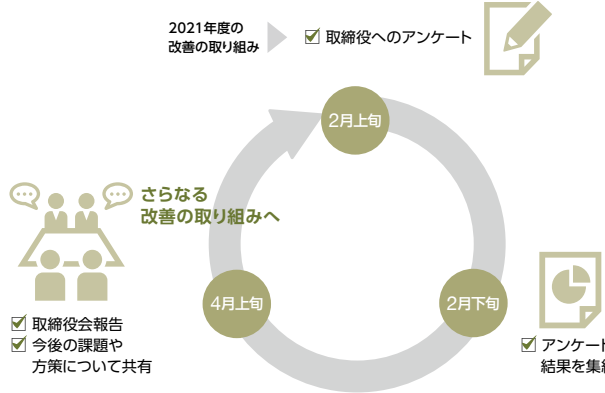 2021年度の
改善の取り組み
取締役へのアンケート
2月上旬
さらなる
改善の取り組みへ
4月上旬
2月下旬
取締役会報告
今後の課題や
方策について共有
アンケート
結果を集